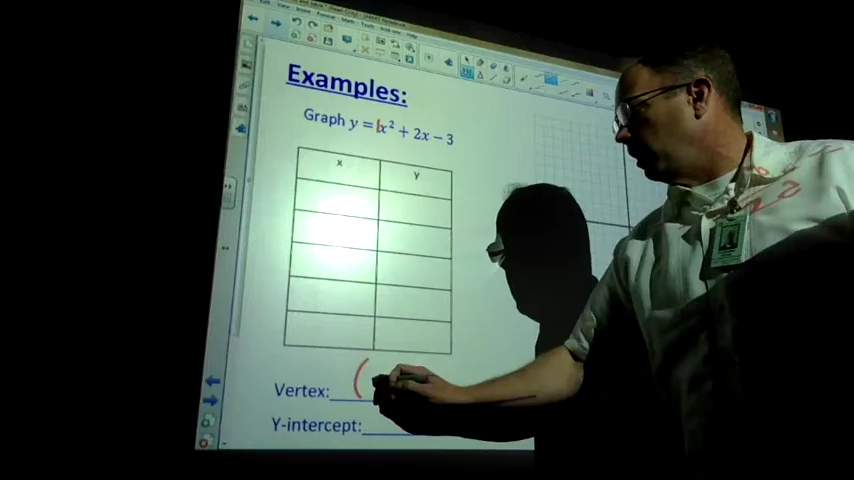 Examples:
Graph y = 1x² + 2x − 3
x y
Vertex: (
Y-intercept: